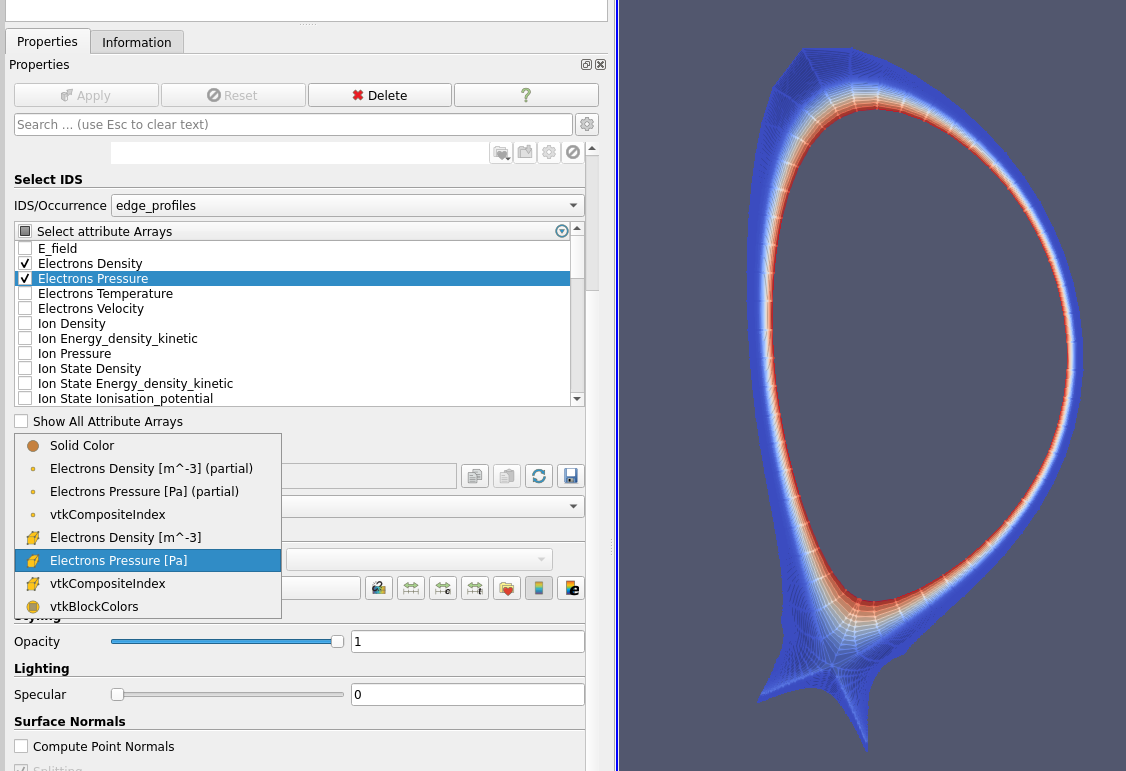 Properties Information
Properties
Apply Reset Delete ?
Search ... (use Esc to clear text)
Select IDS
IDS/Occurrence edge_profiles
Select attribute Arrays
E_field
Electrons Density
Electrons Pressure
Electrons Temperature
Electrons Velocity
Ion Density
Ion Energy_density_kinetic
Ion Pressure
Ion State Density
Ion State Energy_density_kinetic
Ion State Ionisation_potential
Show All Attribute Arrays
Solid Color
Electrons Density [m^-3] (partial)
Electrons Pressure [Pa] (partial)
vtkCompositeIndex
Electrons Density [m^-3]
Electrons Pressure [Pa]
vtkCompositeIndex
vtkBlockColors
Styling
Opacity 1
Lighting
Specular 0
Surface Normals
Compute Point Normals
Splitting